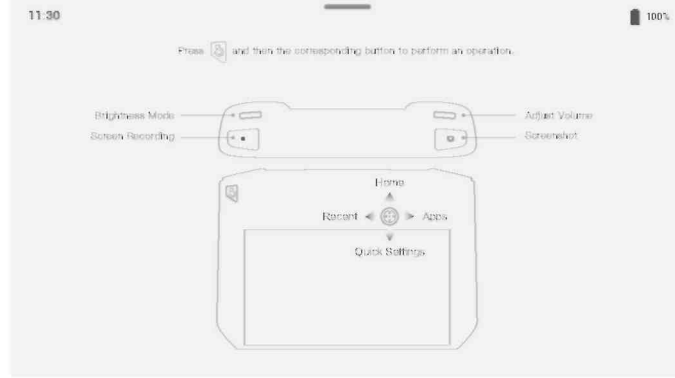 11:30
100%
Press and then the corresponding button to perform an operation.
Brightness Mode
Adjust Volume
Screen Recording
Screenshot
Home
Recent
Apps
Quick Settings